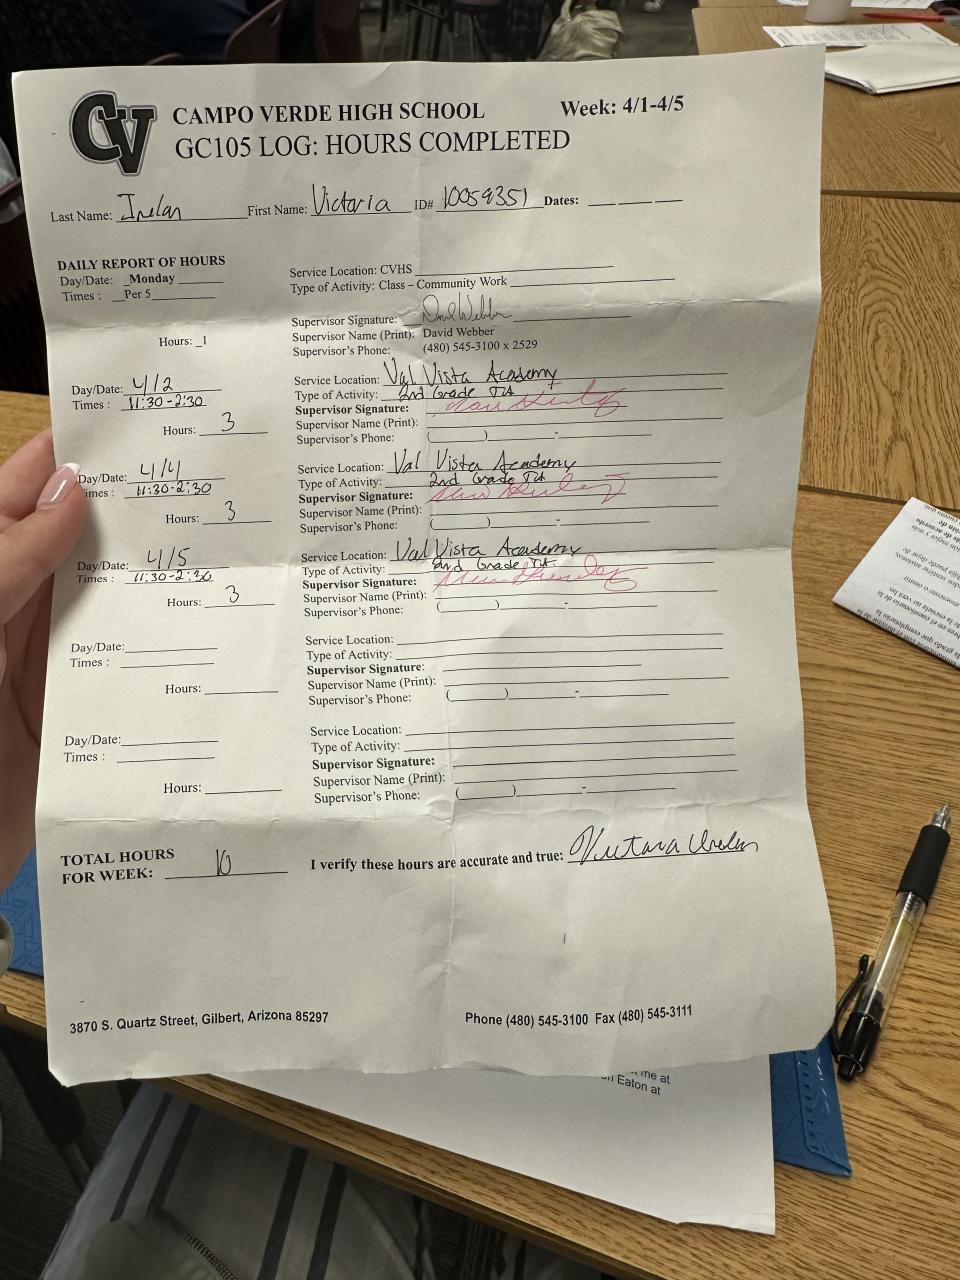 CV CAMPO VERDE HIGH SCHOOL Week: 4/1-4/5
GC105 LOG: HOURS COMPLETED
Last Name: Irelan First Name: Victoria ID# 10059351 Dates:
DAILY REPORT OF HOURS
Day/Date: Monday
Times : Per 5
Hours: 1
Service Location: CVHS
Type of Activity: Class – Community Work
Supervisor Signature: David Webber
Supervisor Name (Print): David Webber
Supervisor's Phone: (480) 545-3100 x 2529
Day/Date: 4/2
Times : 11:30-2:30
Hours: 3
Service Location: Val Vista Academy
Type of Activity: 2nd Grade TA
Supervisor Signature:
Supervisor Name (Print):
Supervisor's Phone: ( ) -
Day/Date: 4/4
Times : 11:30-2:30
Hours: 3
Service Location: Val Vista Academy
Type of Activity: 2nd Grade TA
Supervisor Signature:
Supervisor Name (Print):
Supervisor's Phone: ( ) -
Day/Date: 4/5
Times : 11:30-2:30
Hours: 3
Service Location: Val Vista Academy
Type of Activity: 2nd Grade TA
Supervisor Signature:
Supervisor Name (Print):
Supervisor's Phone: ( ) -
Day/Date:
Times :
Hours:
Service Location:
Type of Activity:
Supervisor Signature:
Supervisor Name (Print):
Supervisor's Phone: ( ) -
Day/Date:
Times :
Hours:
Service Location:
Type of Activity:
Supervisor Signature:
Supervisor Name (Print):
Supervisor's Phone: ( ) -
TOTAL HOURS
FOR WEEK: 10
I verify these hours are accurate and true: Victoria Irelan
3870 S. Quartz Street, Gilbert, Arizona 85297
Phone (480) 545-3100 Fax (480) 545-3111
me at
Eaton at